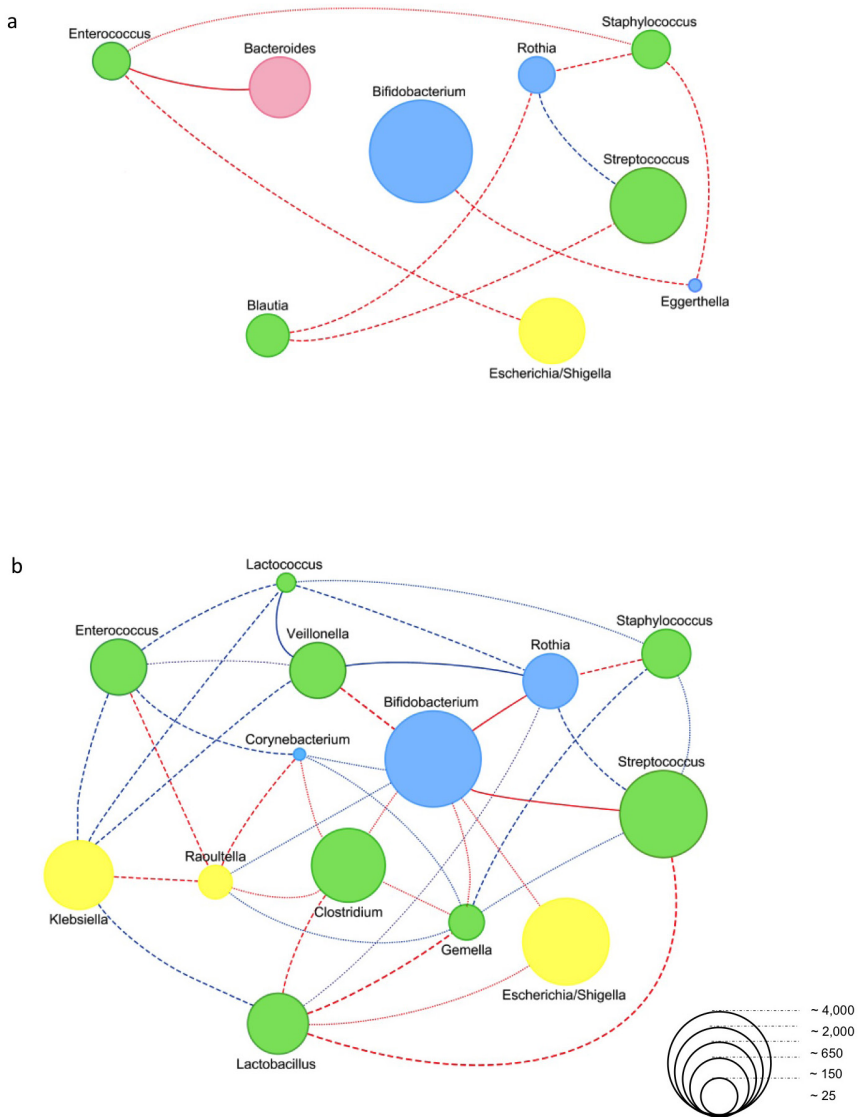 a
Enterococcus
Staphylococcus
Bacteroides
Rothia
Bifidobacterium
Streptococcus
Eggerthella
Blautia
Escherichia/Shigella
b
Lactococcus
Enterococcus
Veillonella
Staphylococcus
Rothia
Bifidobacterium
Corynebacterium
Streptococcus
Raoultella
Klebsiella
Clostridium
Gemella
Escherichia/Shigella
Lactobacillus
~ 4,000
~ 2,000
~ 650
~ 150
~ 25